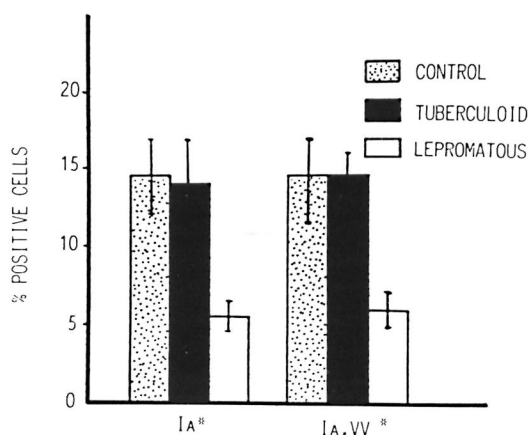 CONTROL
TUBERCULOID
LEPROMATOUS
% POSITIVE CELLS
20
15
10
5
0
IA*
IA,VV *